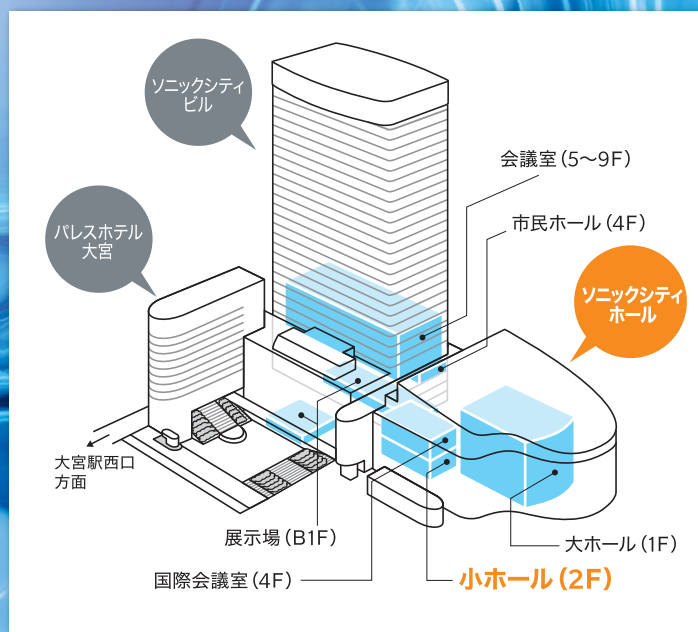 ソニックシティ
ビル
会議室(5〜9F)
市民ホール(4F)
パレスホテル
大宮
ソニックシティ
ホール
大宮駅西口
方面
展示場(B1F)
大ホール(1F)
国際会議室(4F)
小ホール(2F)